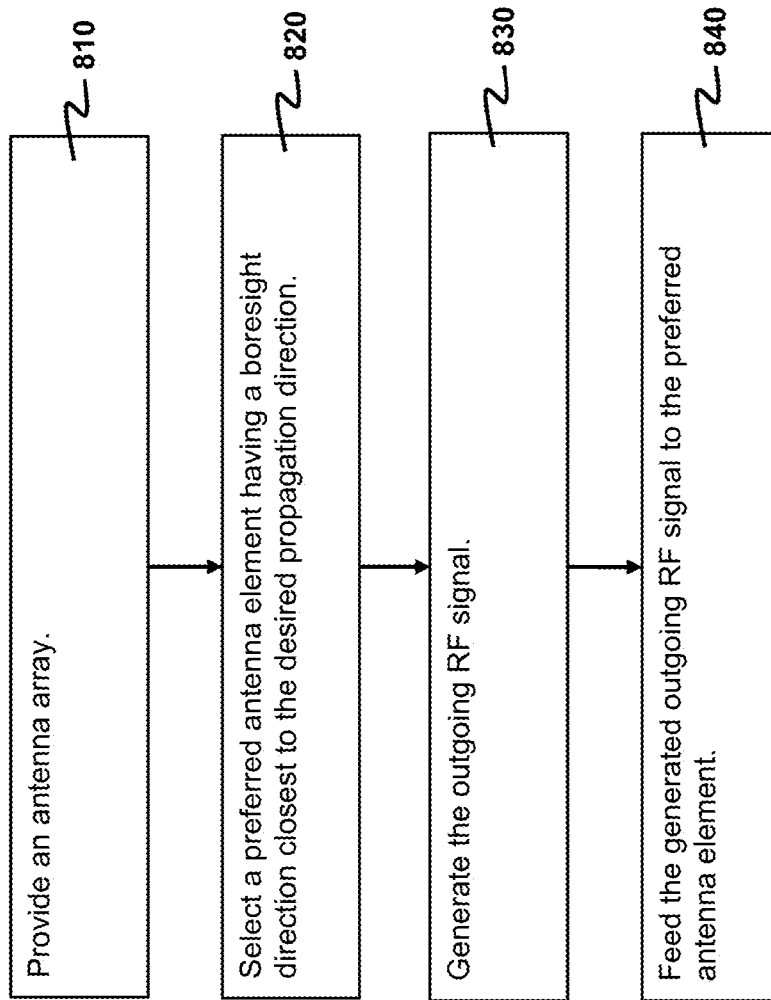 Provide an antenna array.
810
Select a preferred antenna element having a boresight
direction closest to the desired propagation direction.
820
Generate the outgoing RF signal.
830
Feed the generated outgoing RF signal to the preferred
antenna element.
840